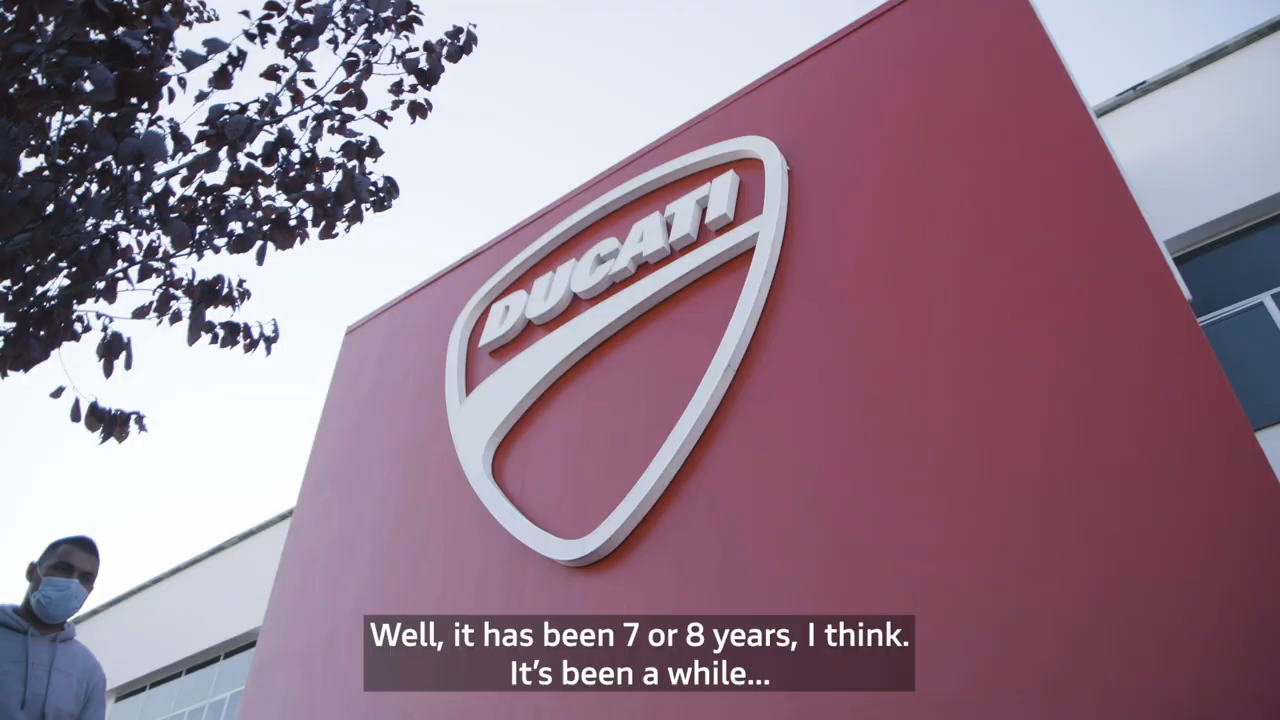 DUCATI
Well, it has been 7 or 8 years, I think.
It's been a while...